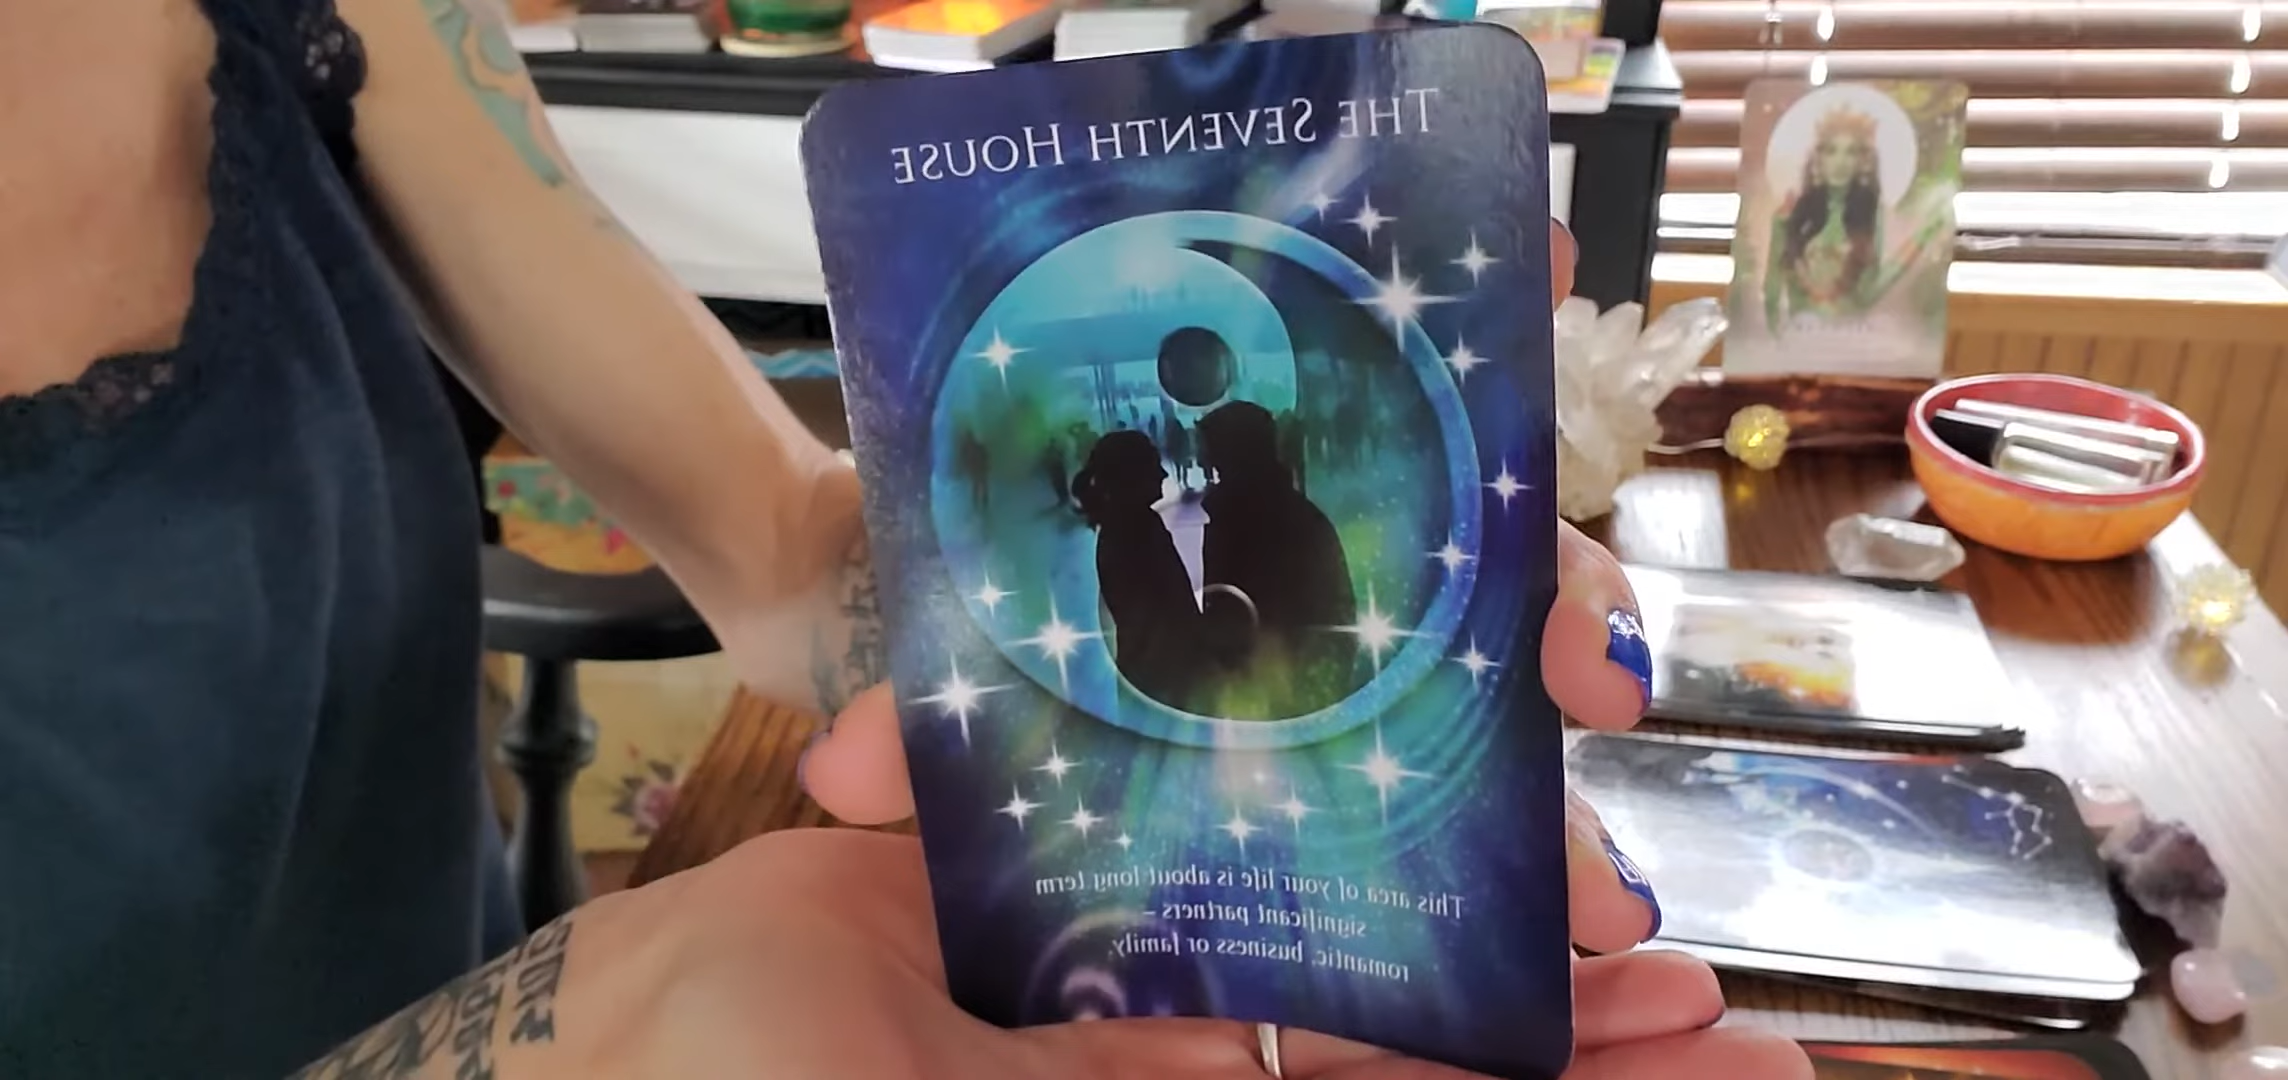 THE SEVENTH HOUSE
This area of your life is about long term
significant partners –
romantic, business or family.